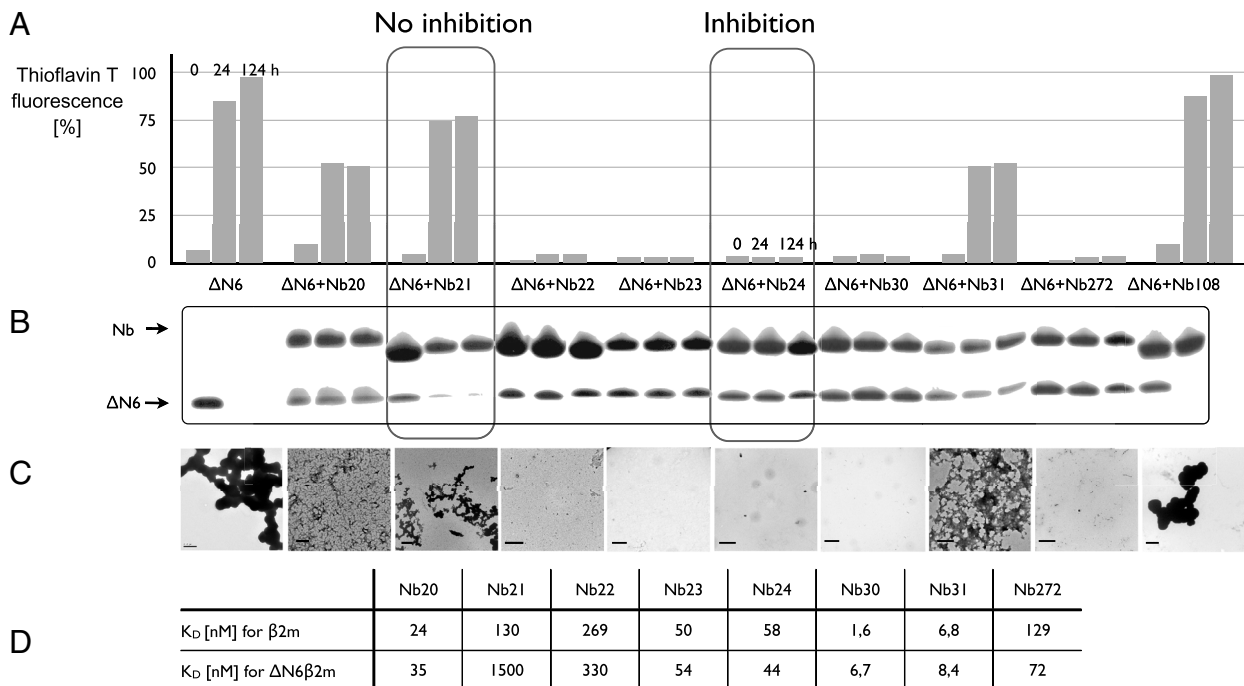 A
No inhibition
Inhibition
Thioflavin T
fluorescence
[%]
100
75
50
25
0
0 24 124 h
0 24 124 h
ΔN6
ΔN6+Nb20
ΔN6+Nb21
ΔN6+Nb22
ΔN6+Nb23
ΔN6+Nb24
ΔN6+Nb30
ΔN6+Nb31
ΔN6+Nb272
ΔN6+Nb108
B
Nb
ΔN6
C
D
Nb20 Nb21 Nb22 Nb23 Nb24 Nb30 Nb31 Nb272
KD [nM] for β2m 24 130 269 50 58 1,6 6,8 129
KD [nM] for ΔN6β2m 35 1500 330 54 44 6,7 8,4 72